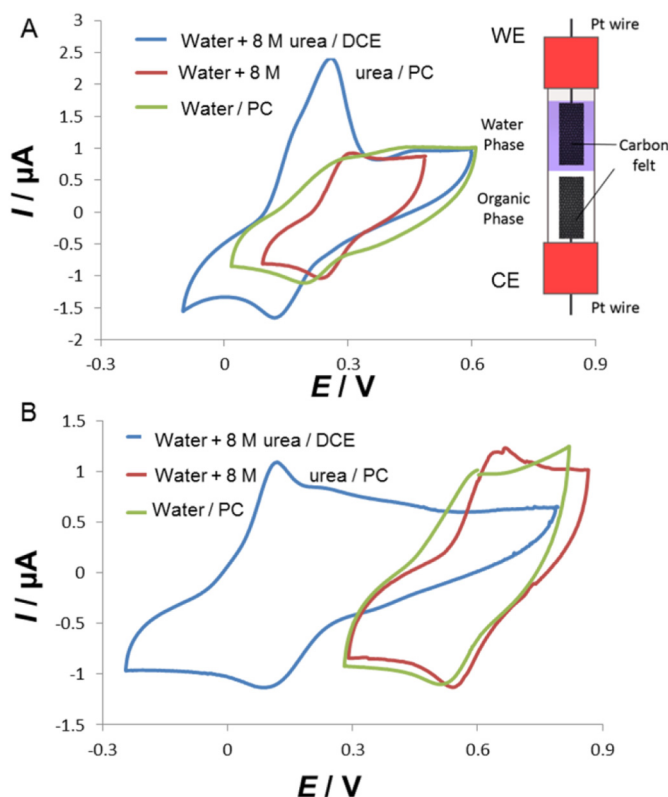 A
3
2.5
2
1.5
1
0.5
0
-0.5
-1
-1.5
-2
I / µA
-0.3
0
0.3
0.6
0.9
E / V
Water + 8 M urea / DCE
Water + 8 M urea / PC
Water / PC
WE
Pt wire
Water
Phase
Carbon
felt
Organic
Phase
CE
Pt wire
B
1.5
1
0.5
0
-0.5
-1
-1.5
I / µA
-0.3
0
0.3
0.6
0.9
E / V
Water + 8 M urea / DCE
Water + 8 M urea / PC
Water / PC